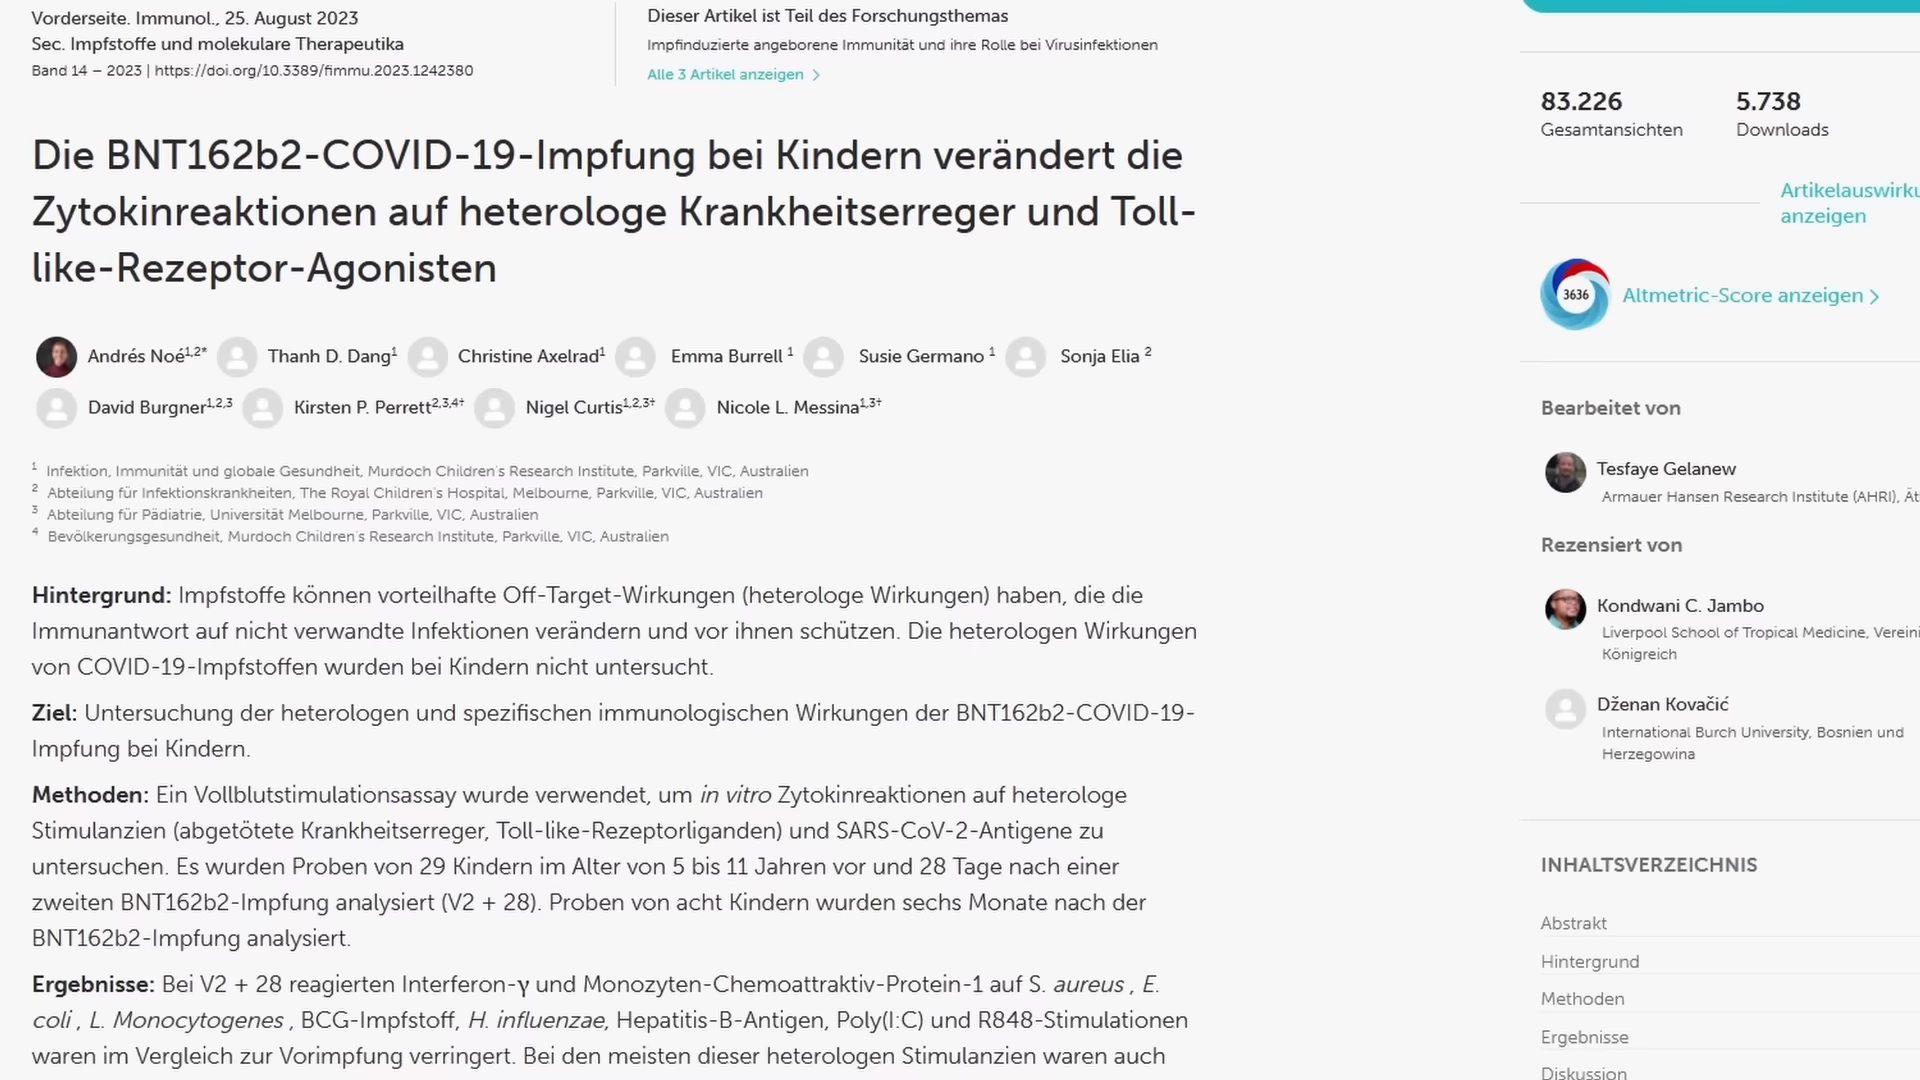 Vorderseite. Immunol., 25. August 2023
Sec. Impfstoffe und molekulare Therapeutika
Band 14 – 2023 | https://doi.org/10.3389/fimmu.2023.1242380
Dieser Artikel ist Teil des Forschungsthemas
Impfinduzierte angeborene Immunität und ihre Rolle bei Virusinfektionen
Alle 3 Artikel anzeigen
Die BNT162b2-COVID-19-Impfung bei Kindern verändert die
Zytokinreaktionen auf heterologe Krankheitserreger und Toll-
like-Rezeptor-Agonisten
Andrés Noé1,2* Thanh D. Dang1 Christine Axelrad1 Emma Burrell 1 Susie Germano 1 Sonja Elia 2
David Burgner1,2,3 Kirsten P. Perrett2,3,4† Nigel Curtis1,2,3† Nicole L. Messina1,3†
1 Infektion, Immunität und globale Gesundheit, Murdoch Children's Research Institute, Parkville, VIC, Australien
2 Abteilung für Infektionskrankheiten, The Royal Children's Hospital, Melbourne, Parkville, VIC, Australien
3 Abteilung für Pädiatrie, Universität Melbourne, Parkville, VIC, Australien
4 Bevölkerungsgesundheit, Murdoch Children's Research Institute, Parkville, VIC, Australien
Hintergrund: Impfstoffe können vorteilhafte Off-Target-Wirkungen (heterologe Wirkungen) haben, die die
Immunantwort auf nicht verwandte Infektionen verändern und vor ihnen schützen. Die heterologen Wirkungen
von COVID-19-Impfstoffen wurden bei Kindern nicht untersucht.
Ziel: Untersuchung der heterologen und spezifischen immunologischen Wirkungen der BNT162b2-COVID-19-
Impfung bei Kindern.
Methoden: Ein Vollblutstimulationsassay wurde verwendet, um in vitro Zytokinreaktionen auf heterologe
Stimulanzien (abgetötete Krankheitserreger, Toll-like-Rezeptorliganden) und SARS-CoV-2-Antigene zu
untersuchen. Es wurden Proben von 29 Kindern im Alter von 5 bis 11 Jahren vor und 28 Tage nach einer
zweiten BNT162b2-Impfung analysiert (V2 + 28). Proben von acht Kindern wurden sechs Monate nach der
BNT162b2-Impfung analysiert.
Ergebnisse: Bei V2 + 28 reagierten Interferon-γ und Monozyten-Chemoattraktiv-Protein-1 auf S. aureus , E.
coli , L. Monocytogenes , BCG-Impfstoff, H. influenzae, Hepatitis-B-Antigen, Poly(I:C) und R848-Stimulationen
waren im Vergleich zur Vorimpfung verringert. Bei den meisten dieser heterologen Stimulanzien waren auch
83.226 5.738
Gesamtansichten Downloads
Artikelauswirku
anzeigen
3636 Altmetric-Score anzeigen
Bearbeitet von
Tesfaye Gelanew
Armauer Hansen Research Institute (AHRI), Ät
Rezensiert von
Kondwani C. Jambo
Liverpool School of Tropical Medicine, Vereini
Königreich
Dženan Kovačić
International Burch University, Bosnien und
Herzegowina
INHALTSVERZEICHNIS
Abstrakt
Hintergrund
Methoden
Ergebnisse
Diskussion